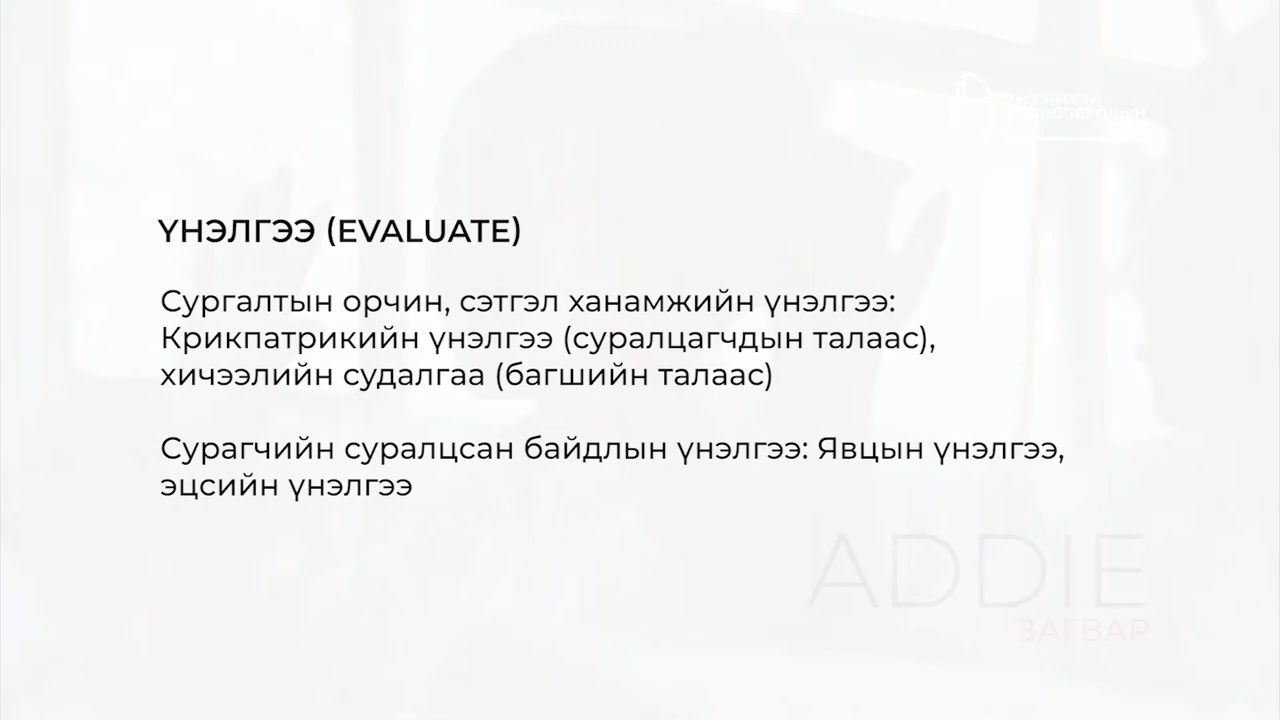 ҮНЭЛГЭЭ (EVALUATE)
Сургалтын орчин, сэтгэл ханамжийн үнэлгээ:
Крикпатрикийн үнэлгээ (суралцагчдын талаас),
хичээлийн судалгаа (багшийн талаас)
Сурагчийн суралцсан байдлын үнэлгээ: Явцын үнэлгээ,
эцсийн үнэлгээ
ADDIE
ЗАГВАР